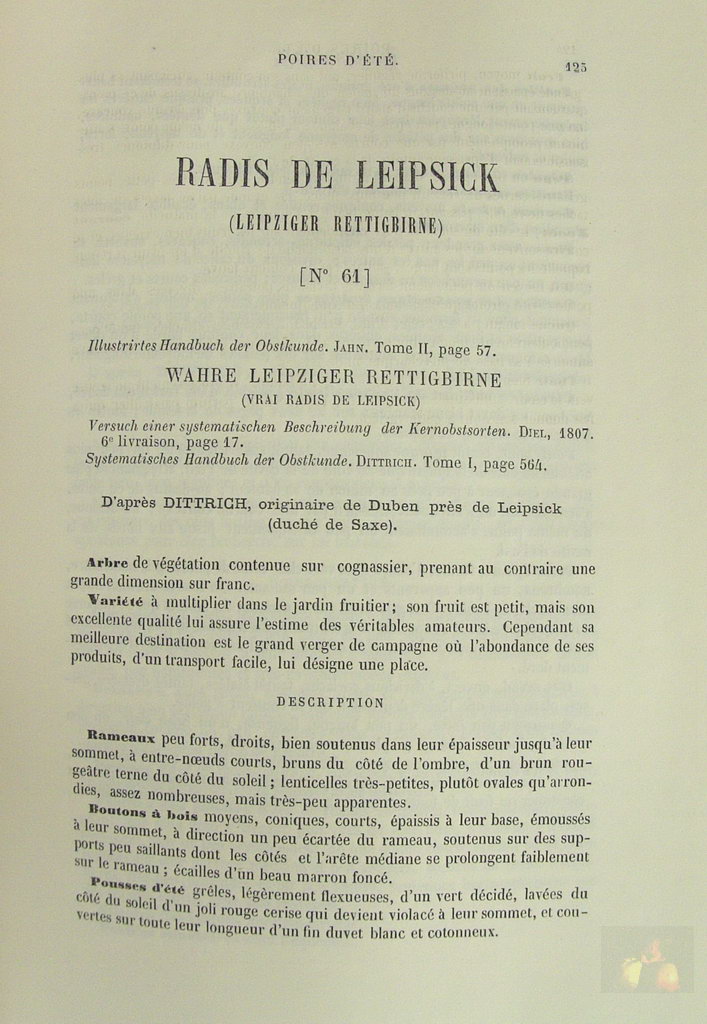 POIRES D'ÉTÉ.
125
RADIS DE LEIPSICK
(LEIPZIGER RETTIGBIRNE)
[N° 61]
Illustrirtes Handbuch der Obstkunde. JAHN. Tome II, page 57.
WAHRE LEIPZIGER RETTIGBIRNE
(VRAI RADIS DE LEIPSICK)
Versuch einer systematischen Beschreibung der Kernobstsorten. DIEL, 1807.
6e livraison, page 17.
Systematisches Handbuch der Obstkunde. DITTRICH. Tome I, page 564.
D'après DITTRICH, originaire de Duben près de Leipsick
(duché de Saxe).
Arbre de végétation contenue sur cognassier, prenant au contraire une
grande dimension sur franc.
Variété à multiplier dans le jardin fruitier; son fruit est petit, mais son
excellente qualité lui assure l'estime des véritables amateurs. Cependant sa
meilleure destination est le grand verger de campagne où l'abondance de ses
produits, d'un transport facile, lui désigne une place.
DESCRIPTION
Rameaux peu forts, droits, bien soutenus dans leur épaisseur jusqu'à leur
sommet, à entre-nœuds courts, bruns du côté de l'ombre, d'un brun rou-
geâtre terne du côté du soleil; lenticelles très-petites, plutôt ovales qu'arron-
dies, assez nombreuses, mais très-peu apparentes.
Boutons à bois moyens, coniques, courts, épaissis à leur base, émoussés
à leur sommet, à direction un peu écartée du rameau, soutenus sur des sup-
ports peu saillants dont les côtés et l'arête médiane se prolongent faiblement
sur le rameau; écailles d'un beau marron foncé.
Pousses d'été grêles, légèrement flexueuses, d'un vert décidé, lavées du
côté du soleil d'un joli rouge cerise qui devient violacé à leur sommet, et cou-
vertes sur toute leur longueur d'un fin duvet blanc et cotonneux.